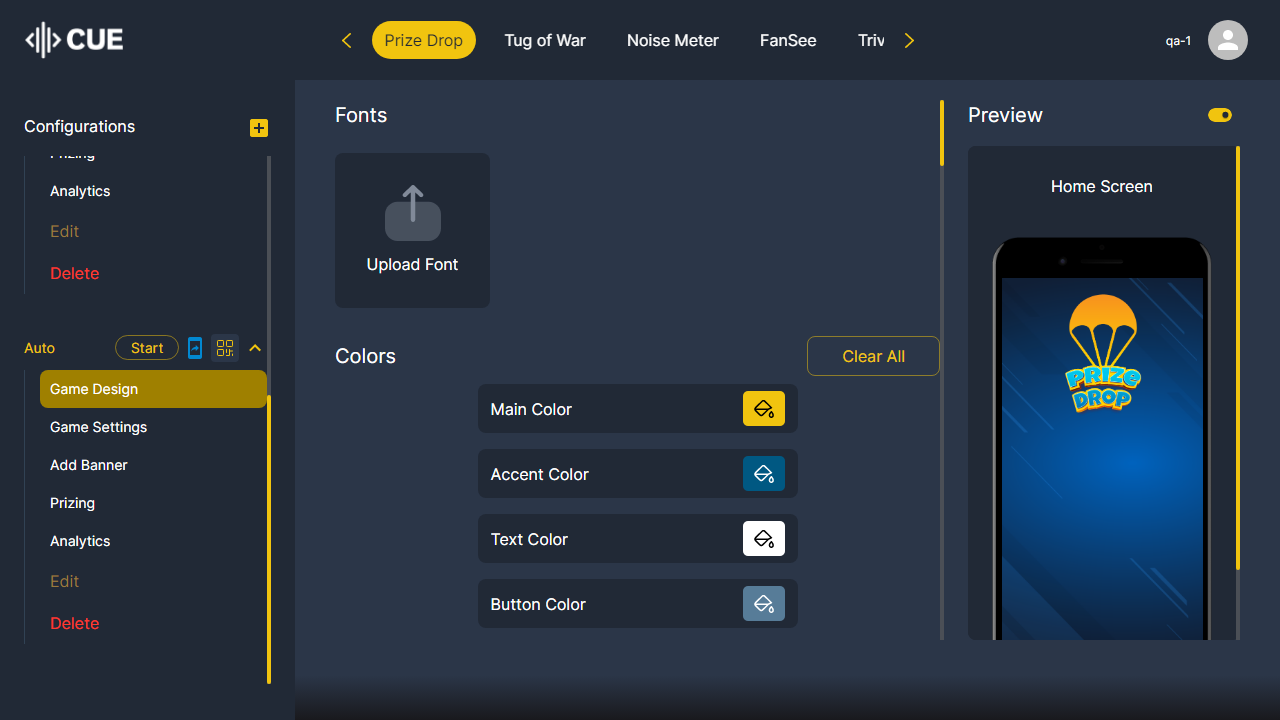 CUE
Prize Drop
Tug of War
Noise Meter
FanSee
Triv
qa-1
Configurations
Prizing
Analytics
Edit
Delete
Auto
Start
Game Design
Game Settings
Add Banner
Prizing
Analytics
Edit
Delete
Fonts
Upload Font
Colors
Clear All
Main Color
Accent Color
Text Color
Button Color
Preview
Home Screen
PRIZE
DROP